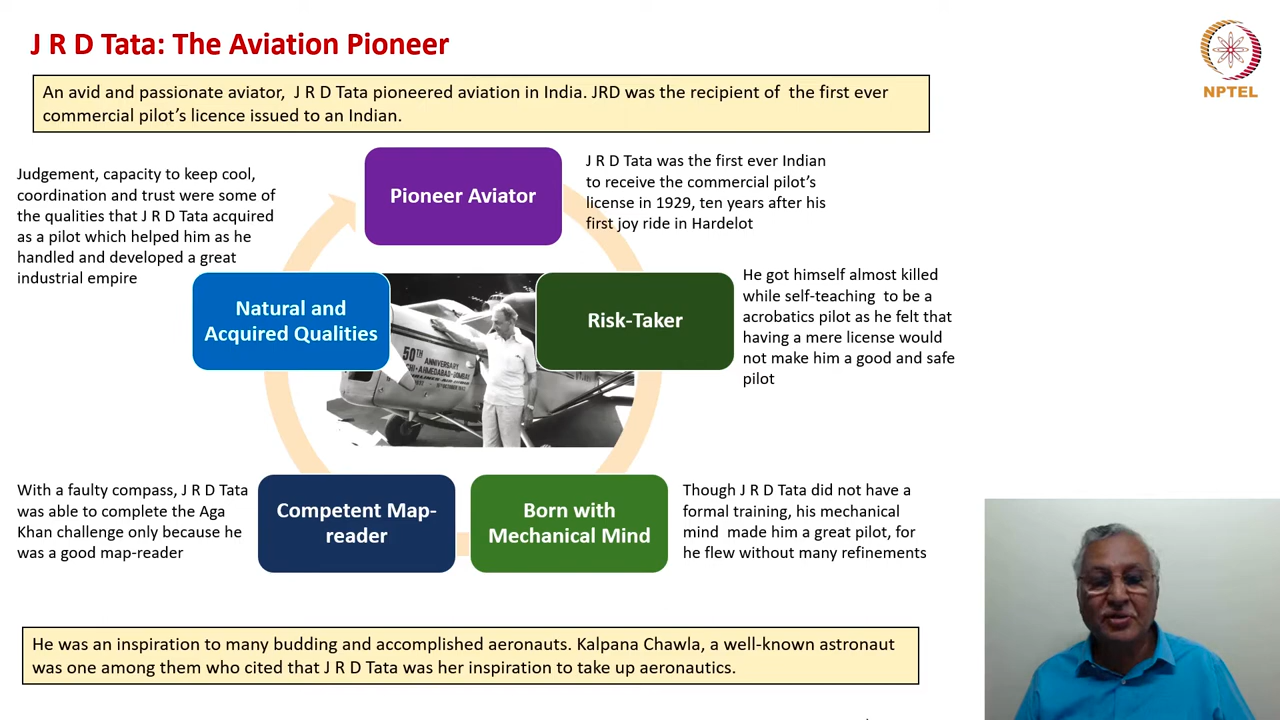 J R D Tata: The Aviation Pioneer
NPTEL
An avid and passionate aviator, J R D Tata pioneered aviation in India. JRD was the recipient of the first ever
commercial pilot's licence issued to an Indian.
Pioneer Aviator
J R D Tata was the first ever Indian
to receive the commercial pilot's
license in 1929, ten years after his
first joy ride in Hardelot
Risk-Taker
He got himself almost killed
while self-teaching to be a
acrobatics pilot as he felt that
having a mere license would
not make him a good and safe
pilot
Born with
Mechanical Mind
Though J R D Tata did not have a
formal training, his mechanical
mind made him a great pilot, for
he flew without many refinements
Competent Map-
reader
With a faulty compass, J R D Tata
was able to complete the Aga
Khan challenge only because he
was a good map-reader
Natural and
Acquired Qualities
Judgement, capacity to keep cool,
coordination and trust were some of
the qualities that J R D Tata acquired
as a pilot which helped him as he
handled and developed a great
industrial empire
50TH ANNIVERSARY
AHMEDABAD-BOMBAY
He was an inspiration to many budding and accomplished aeronauts. Kalpana Chawla, a well-known astronaut
was one among them who cited that J R D Tata was her inspiration to take up aeronautics.